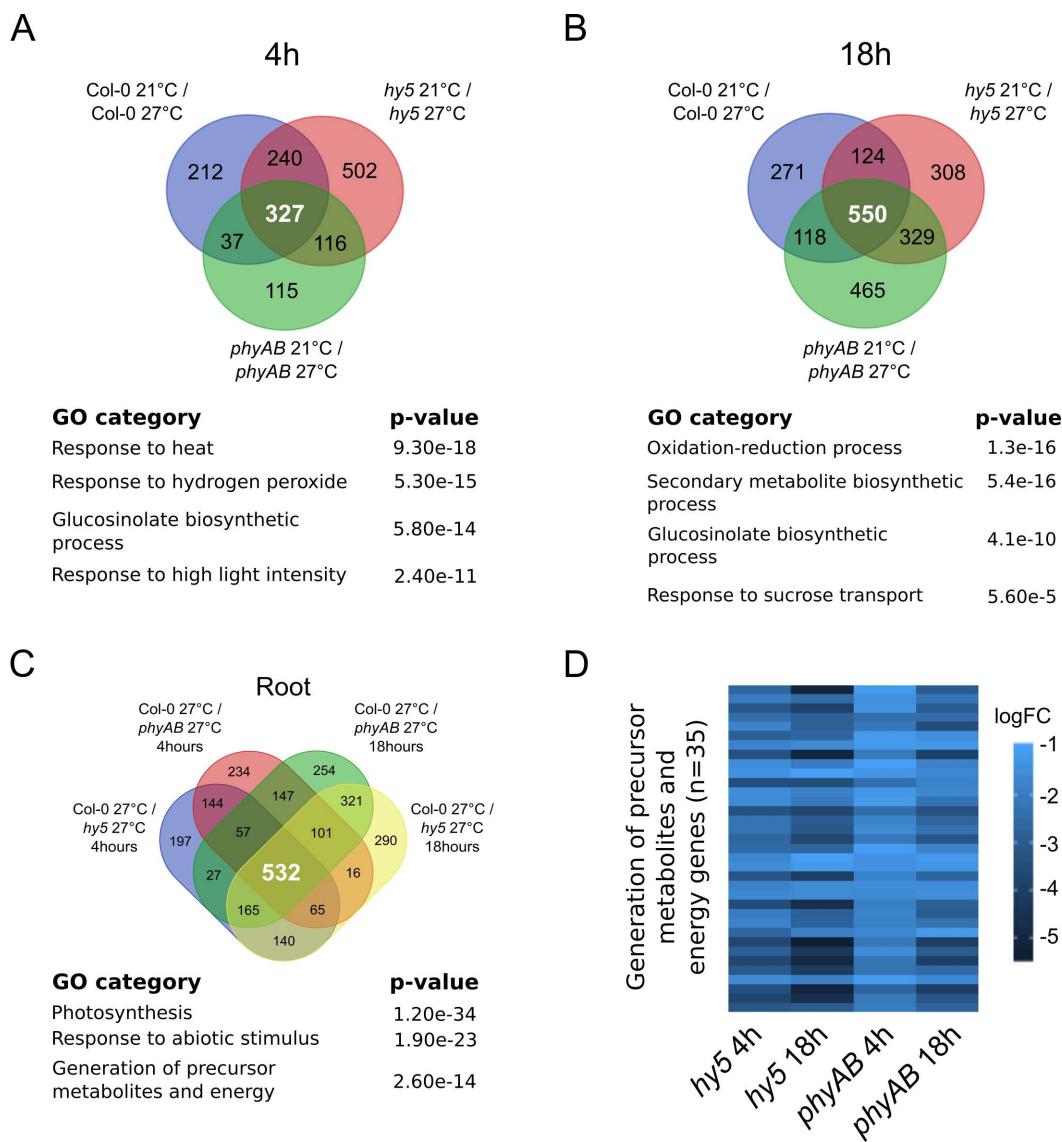 A
4h
Col-0 21°C /
Col-0 27°C
hy5 21°C /
hy5 27°C
212
240
502
327
37
116
115
phyAB 21°C /
phyAB 27°C
GO category p-value
Response to heat 9.30e-18
Response to hydrogen peroxide 5.30e-15
Glucosinolate biosynthetic
process 5.80e-14
Response to high light intensity 2.40e-11
B
18h
Col-0 21°C /
Col-0 27°C
hy5 21°C /
hy5 27°C
271
124
308
550
118
329
465
phyAB 21°C /
phyAB 27°C
GO category p-value
Oxidation-reduction process 1.3e-16
Secondary metabolite biosynthetic 5.4e-16
process
Glucosinolate biosynthetic 4.1e-10
process
Response to sucrose transport 5.60e-5
C
Root
Col-0 27°C /
phyAB 27°C
4hours
Col-0 27°C /
phyAB 27°C
18hours
Col-0 27°C /
hy5 27°C
4hours
Col-0 27°C /
hy5 27°C
18hours
234
254
144
147
321
197
57
101
290
27
532
16
165
65
140
GO category p-value
Photosynthesis 1.20e-34
Response to abiotic stimulus 1.90e-23
Generation of precursor
metabolites and energy 2.60e-14
D
Generation of precursor
metabolites and
energy genes (n=35)
logFC
-1
-2
-3
-4
-5
hy5 4h
hy5 18h
phyAB 4h
phyAB 18h